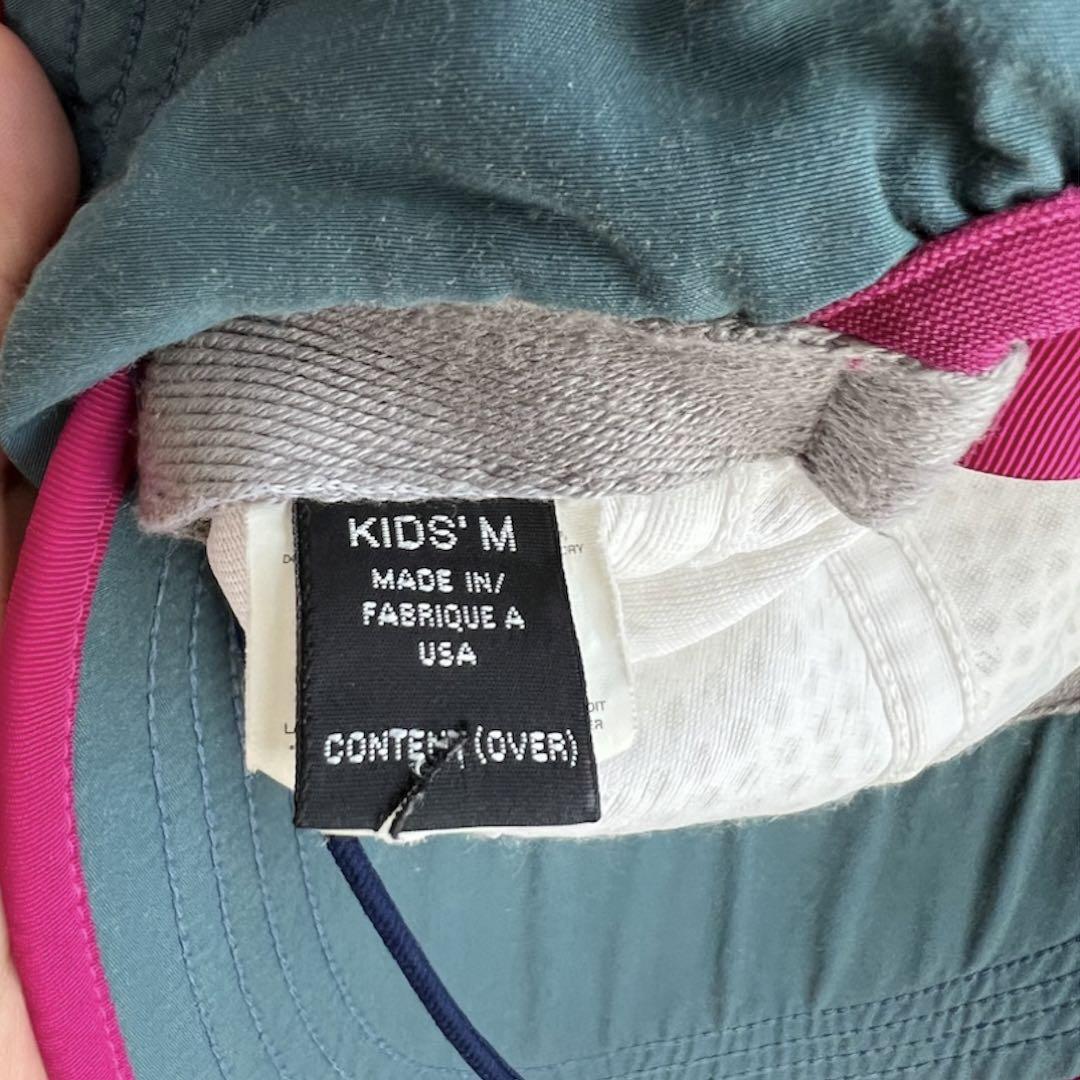 KIDS' M
MADE IN/
FABRIQUE A
USA
CONTENT (OVER)